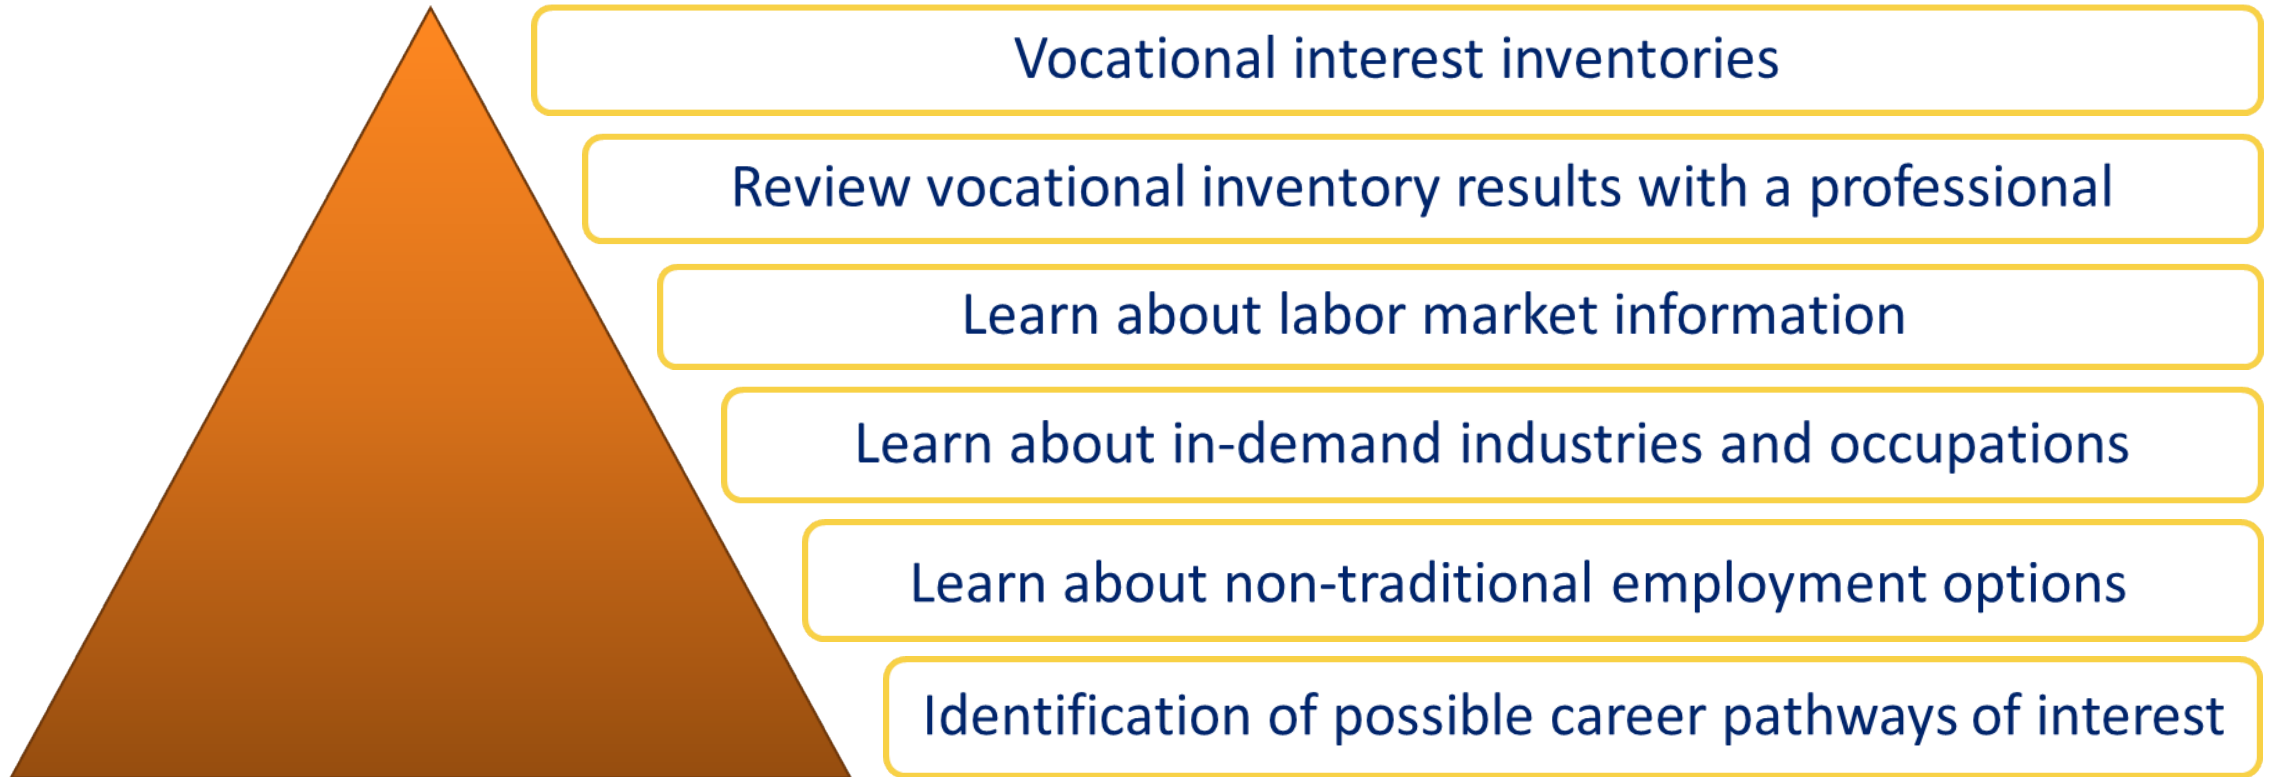 Vocational interest inventories
Review vocational inventory results with a professional
Learn about labor market information
Learn about in-demand industries and occupations
Learn about non-traditional employment options
Identification of possible career pathways of interest